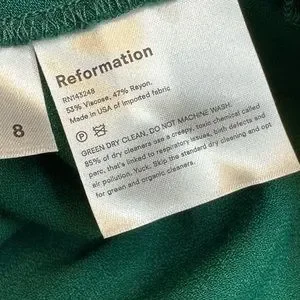 Reformation
RN143248
53% Viscose, 47% Rayon.
Made in USA of imported fabric
8
GREEN DRY CLEAN. DO NOT MACHINE WASH.
85% of dry cleaners use a creepy, toxic chemical called
perc, that's linked to respiratory issues, birth defects and
air pollution. Yuck. Skip the standard dry cleaning and opt
for green and organic cleaners.